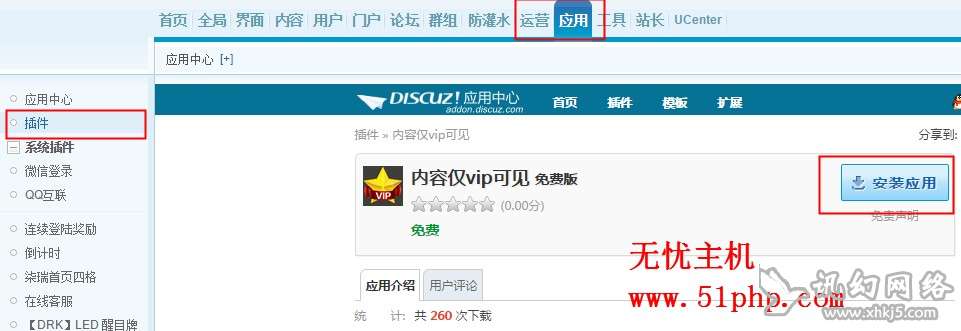 首页 全局 界面 内容 用户 门户 论坛 群组 防灌水 运营 应用 工具 站长 UCenter
应用中心 [+]
应用中心
插件
系统插件
微信登录
QQ互联
连续登陆奖励
倒计时
柒瑞首页四格
在线客服
【DRK】LED 醒目牌
DISCUZ! 应用中心
addon.discuz.com
首页 插件 模板 扩展
插件 » 内容仅vip可见
分享到:
VIP
内容仅vip可见 免费版
(0.00分)
免费
安装应用
免责声明
无忧主机
www.51php.com
应用介绍 用户评论
统 计: 共 260 次下载
讯幻网络
www.xhkj5.com